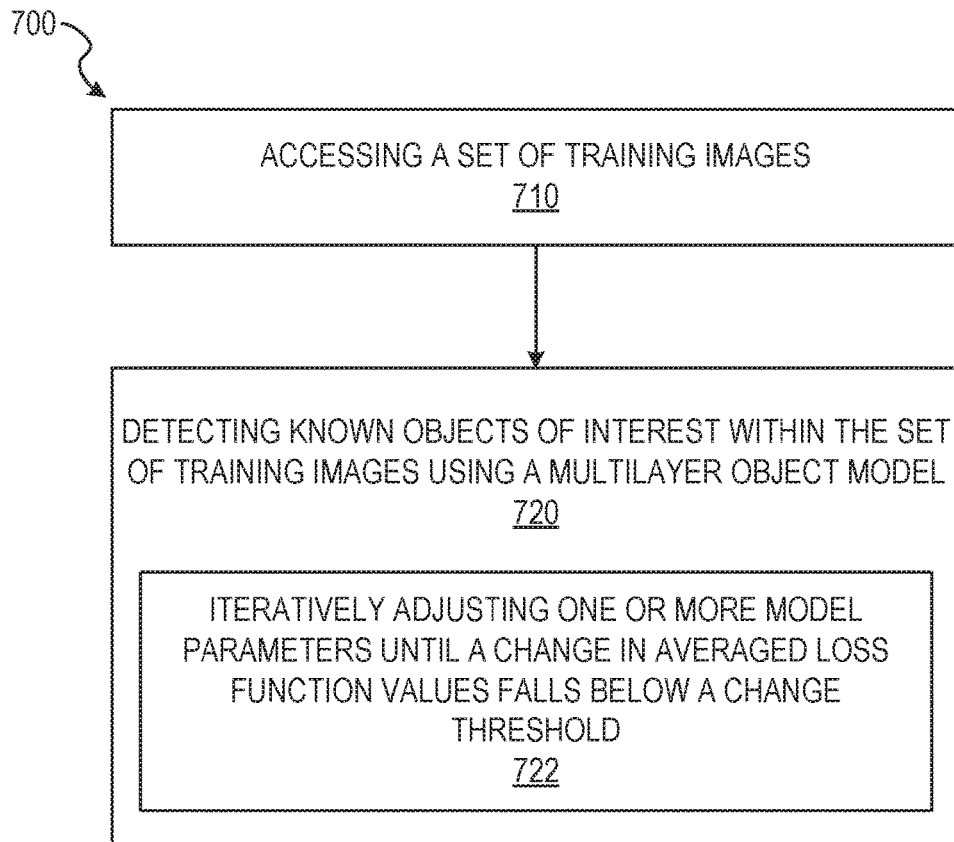 700
ACCESSING A SET OF TRAINING IMAGES
710
DETECTING KNOWN OBJECTS OF INTEREST WITHIN THE SET
OF TRAINING IMAGES USING A MULTILAYER OBJECT MODEL
720
ITERATIVELY ADJUSTING ONE OR MORE MODEL
PARAMETERS UNTIL A CHANGE IN AVERAGED LOSS
FUNCTION VALUES FALLS BELOW A CHANGE
THRESHOLD
722